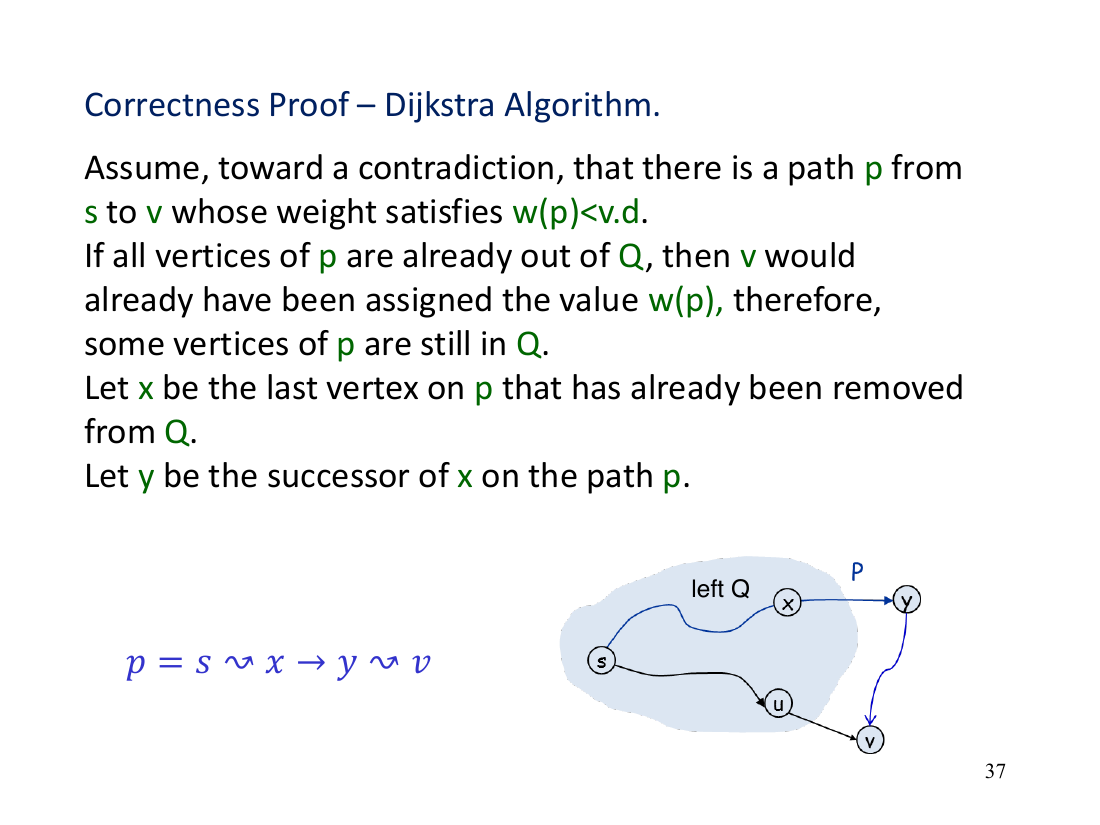 Correctness Proof – Dijkstra Algorithm.
Assume, toward a contradiction, that there is a path p from
s to v whose weight satisfies w(p)<v.d.
If all vertices of p are already out of Q, then v would
already have been assigned the value w(p), therefore,
some vertices of p are still in Q.
Let x be the last vertex on p that has already been removed
from Q.
Let y be the successor of x on the path p.
P
left Q
x
y
s
p = s ⇝ x → y ⇝ v
u
v
37